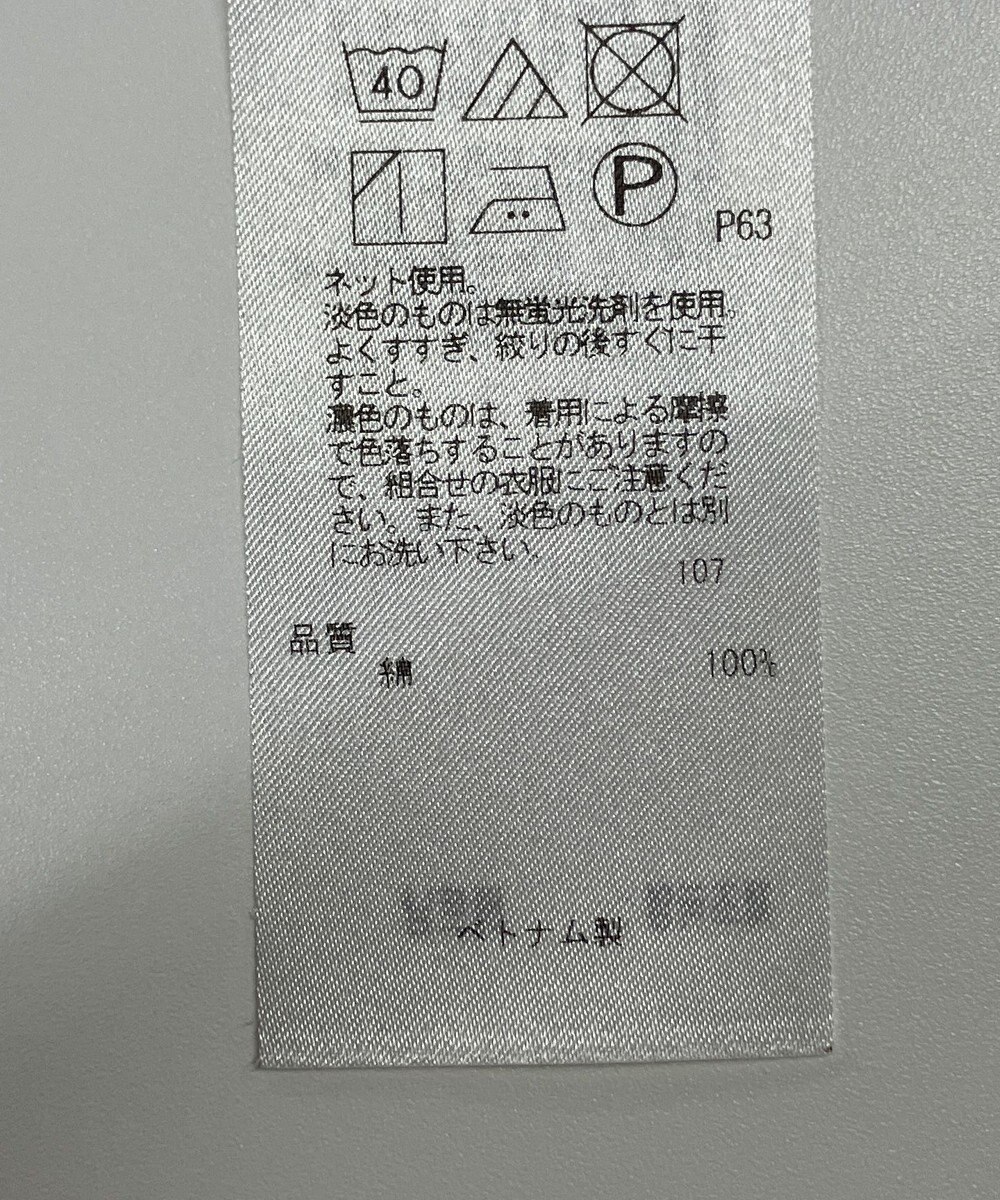 40
P
P63
ネット使用。
淡色のものは無蛍光洗剤を使用。
よくすすぎ、絞りの後すぐに干
すこと。
濃色のものは、着用による摩擦
で色落ちすることがありますの
で、組合せの衣服にご注意くだ
さい。また、淡色のものとは別
にお洗い下さい。
107
品質
綿 100%
ベトナム製